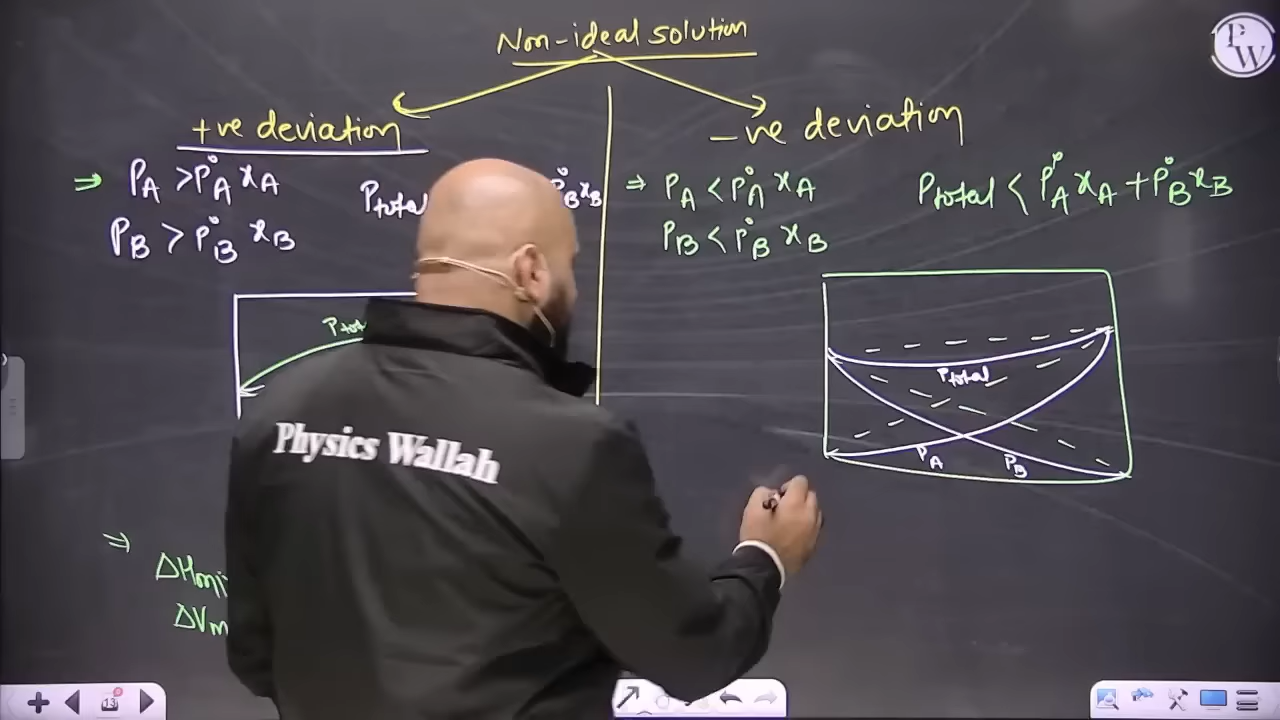 Non-ideal solution
PW
+ve deviation
-ve deviation
⇒ PA > P°A xA
Ptotal
P°B xB
PB > P°B xB
⇒ PA < P°A xA
Ptotal < P°A xA + P°B xB
PB < P°B xB
Ptotal
PA
PB
Physics Wallah
⇒
ΔHmi
ΔVm
13